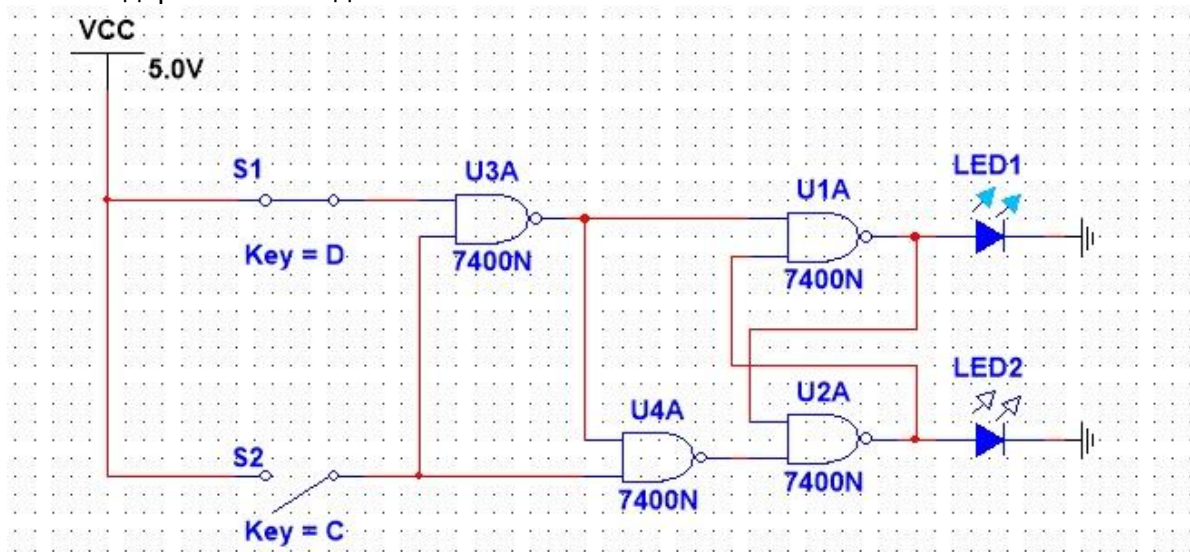 VCC
5.0V
S1
U3A
LED1
U1A
Key = D
7400N
7400N
LED2
U2A
U4A
S2
7400N
7400N
Key = C